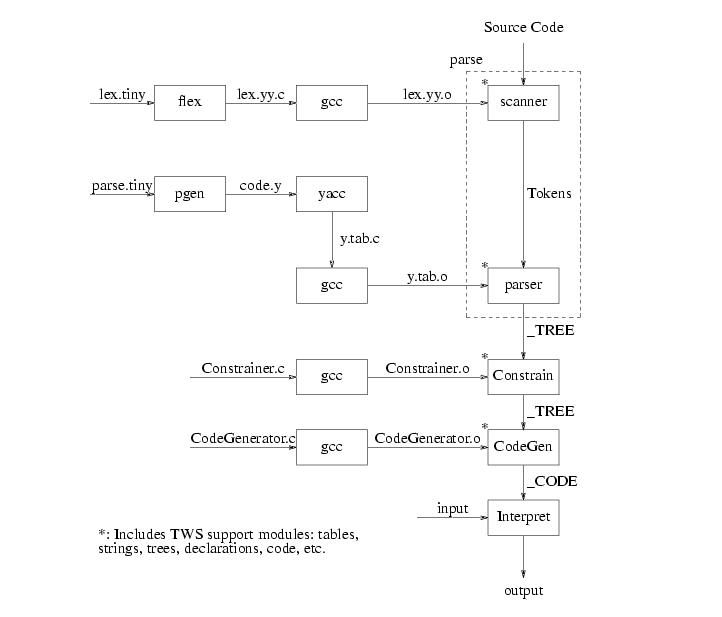 Source Code
parse
lex.tiny
flex
lex.yy.c
gcc
lex.yy.o
*
scanner
parse.tiny
pgen
code.y
yacc
Tokens
y.tab.c
gcc
y.tab.o
*
parser
_TREE
Constrainer.c
gcc
Constrainer.o
*
Constrain
_TREE
CodeGenerator.c
gcc
CodeGenerator.o
*
CodeGen
_CODE
input
Interpret
*: Includes TWS support modules: tables,
strings, trees, declarations, code, etc.
output